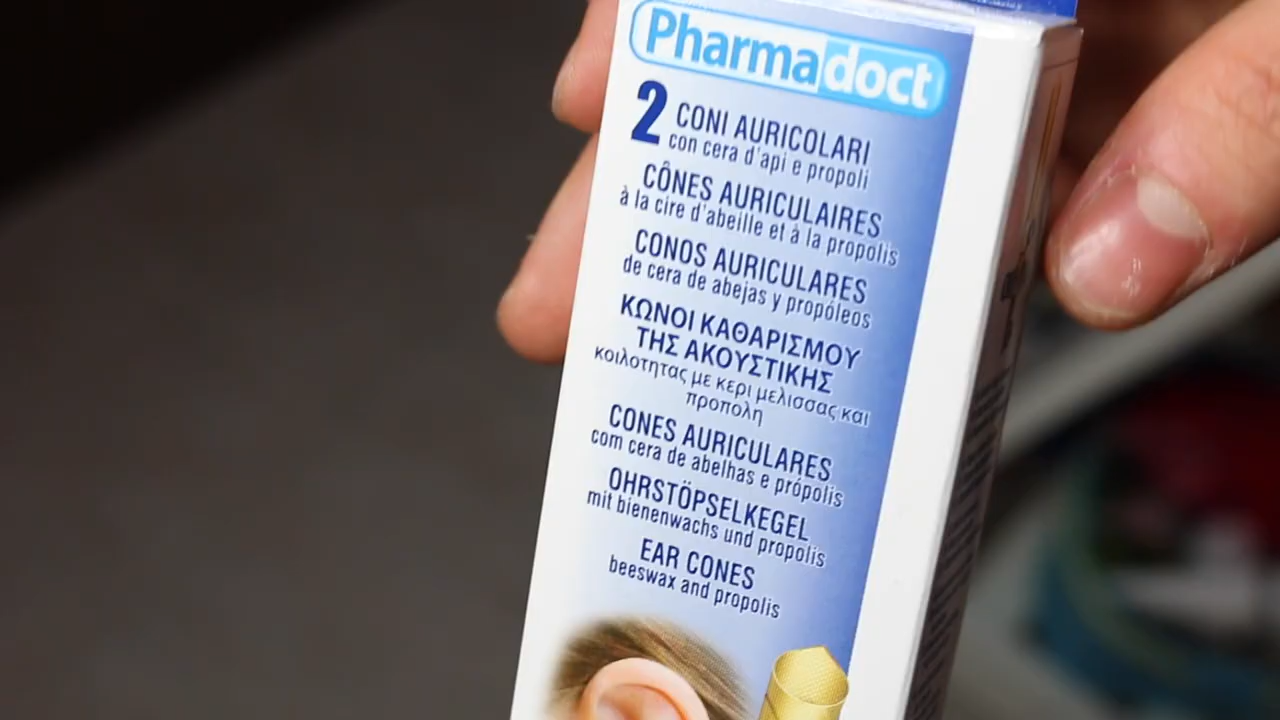 Pharmadoct
2 CONI AURICOLARI
con cera d'api e propoli
CÔNES AURICULAIRES
à la cire d'abeille et à la propolis
CONOS AURICULARES
de cera de abejas y propóleos
ΚΩΝΟΙ ΚΑΘΑΡΙΣΜΟΥ
ΤΗΣ ΑΚΟΥΣΤΙΚΗΣ
κοιλοτητας με κερι μελισσας και
προπολη
CONES AURICULARES
com cera de abelhas e própolis
OHRSTÖPSELKEGEL
mit bienenwachs und propolis
EAR CONES
beeswax and propolis